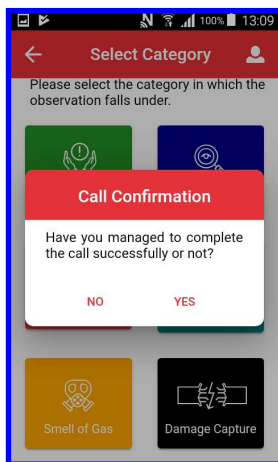 100% 13:09
Select Category
Please select the category in which the
observation falls under.
Call Confirmation
Have you managed to complete
the call successfully or not?
NO YES
Smell of Gas Damage Capture